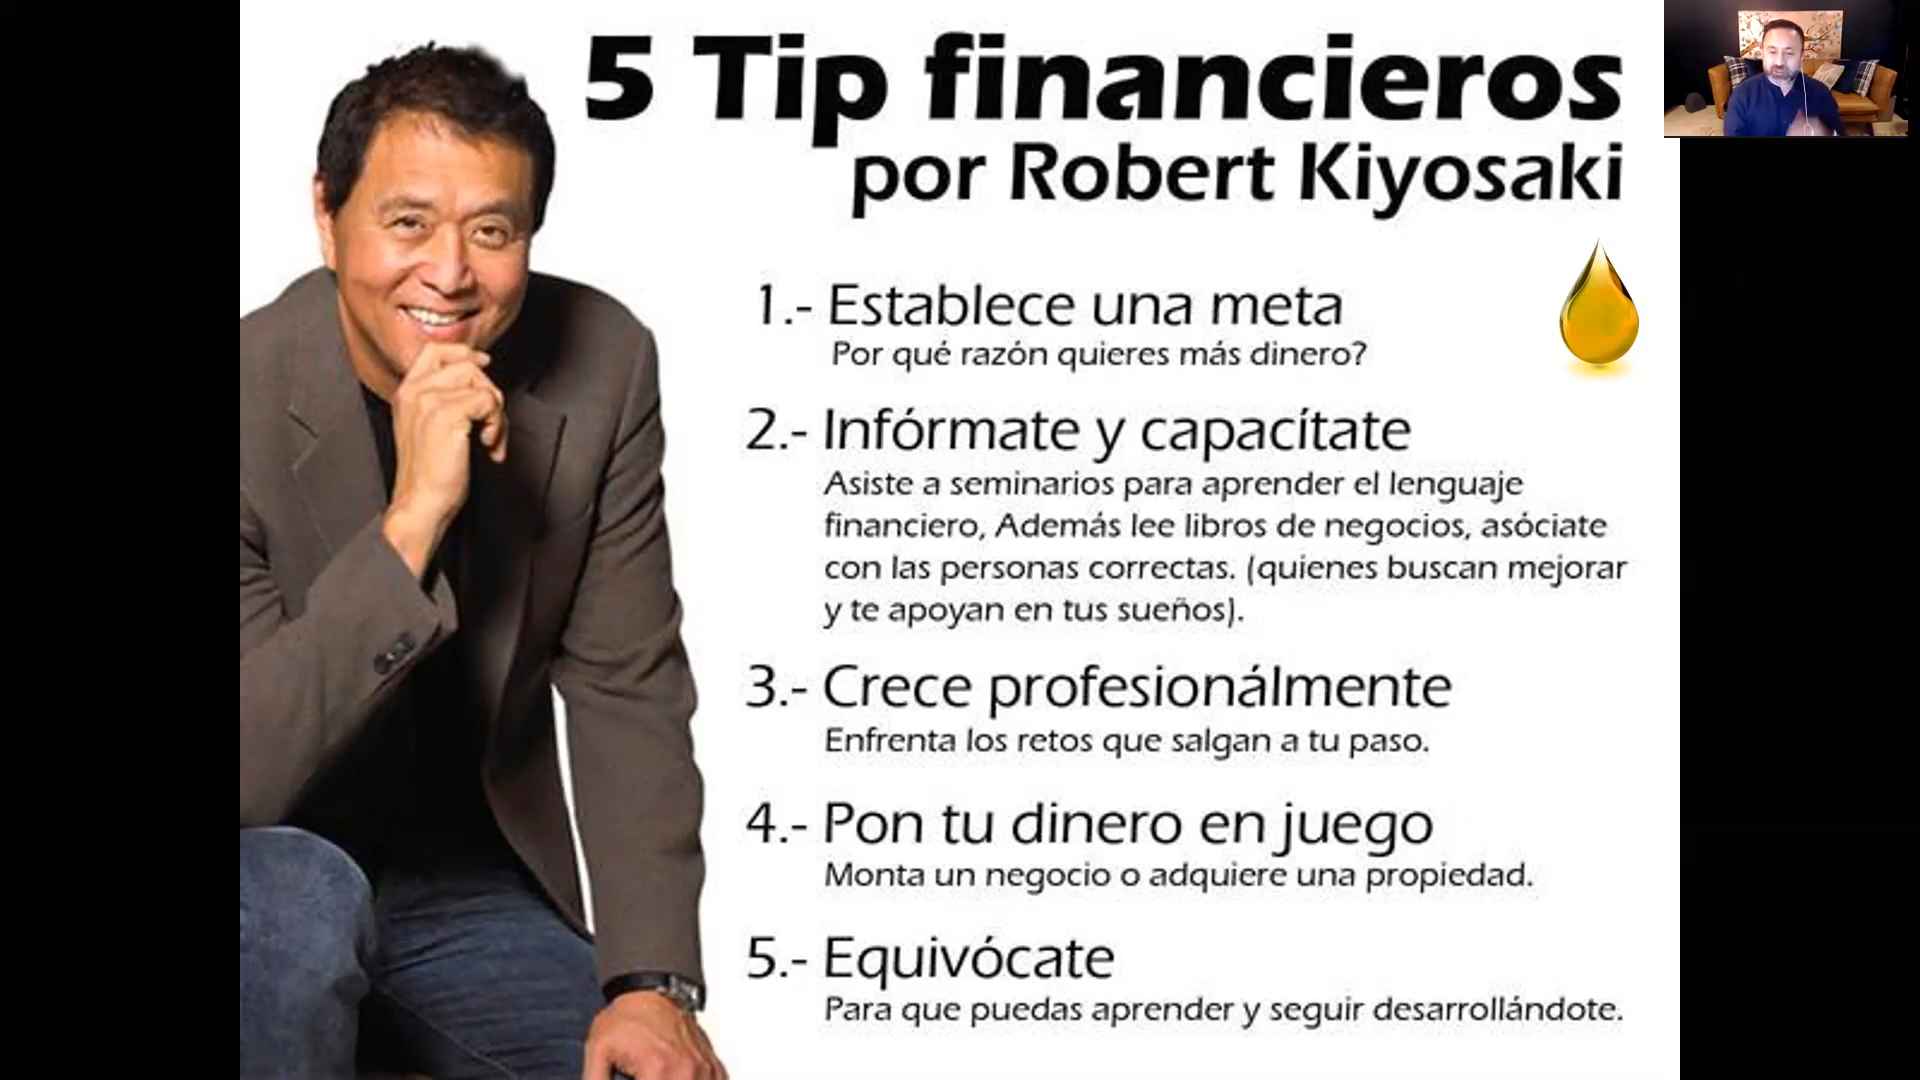 5 Tip financieros
por Robert Kiyosaki
1.- Establece una meta
Por qué razón quieres más dinero?
2.- Infórmate y capacítate
Asiste a seminarios para aprender el lenguaje
financiero, Además lee libros de negocios, asóciate
con las personas correctas. (quienes buscan mejorar
y te apoyan en tus sueños).
3.- Crece profesionálmente
Enfrenta los retos que salgan a tu paso.
4.- Pon tu dinero en juego
Monta un negocio o adquiere una propiedad.
5.- Equivócate
Para que puedas aprender y seguir desarrollándote.